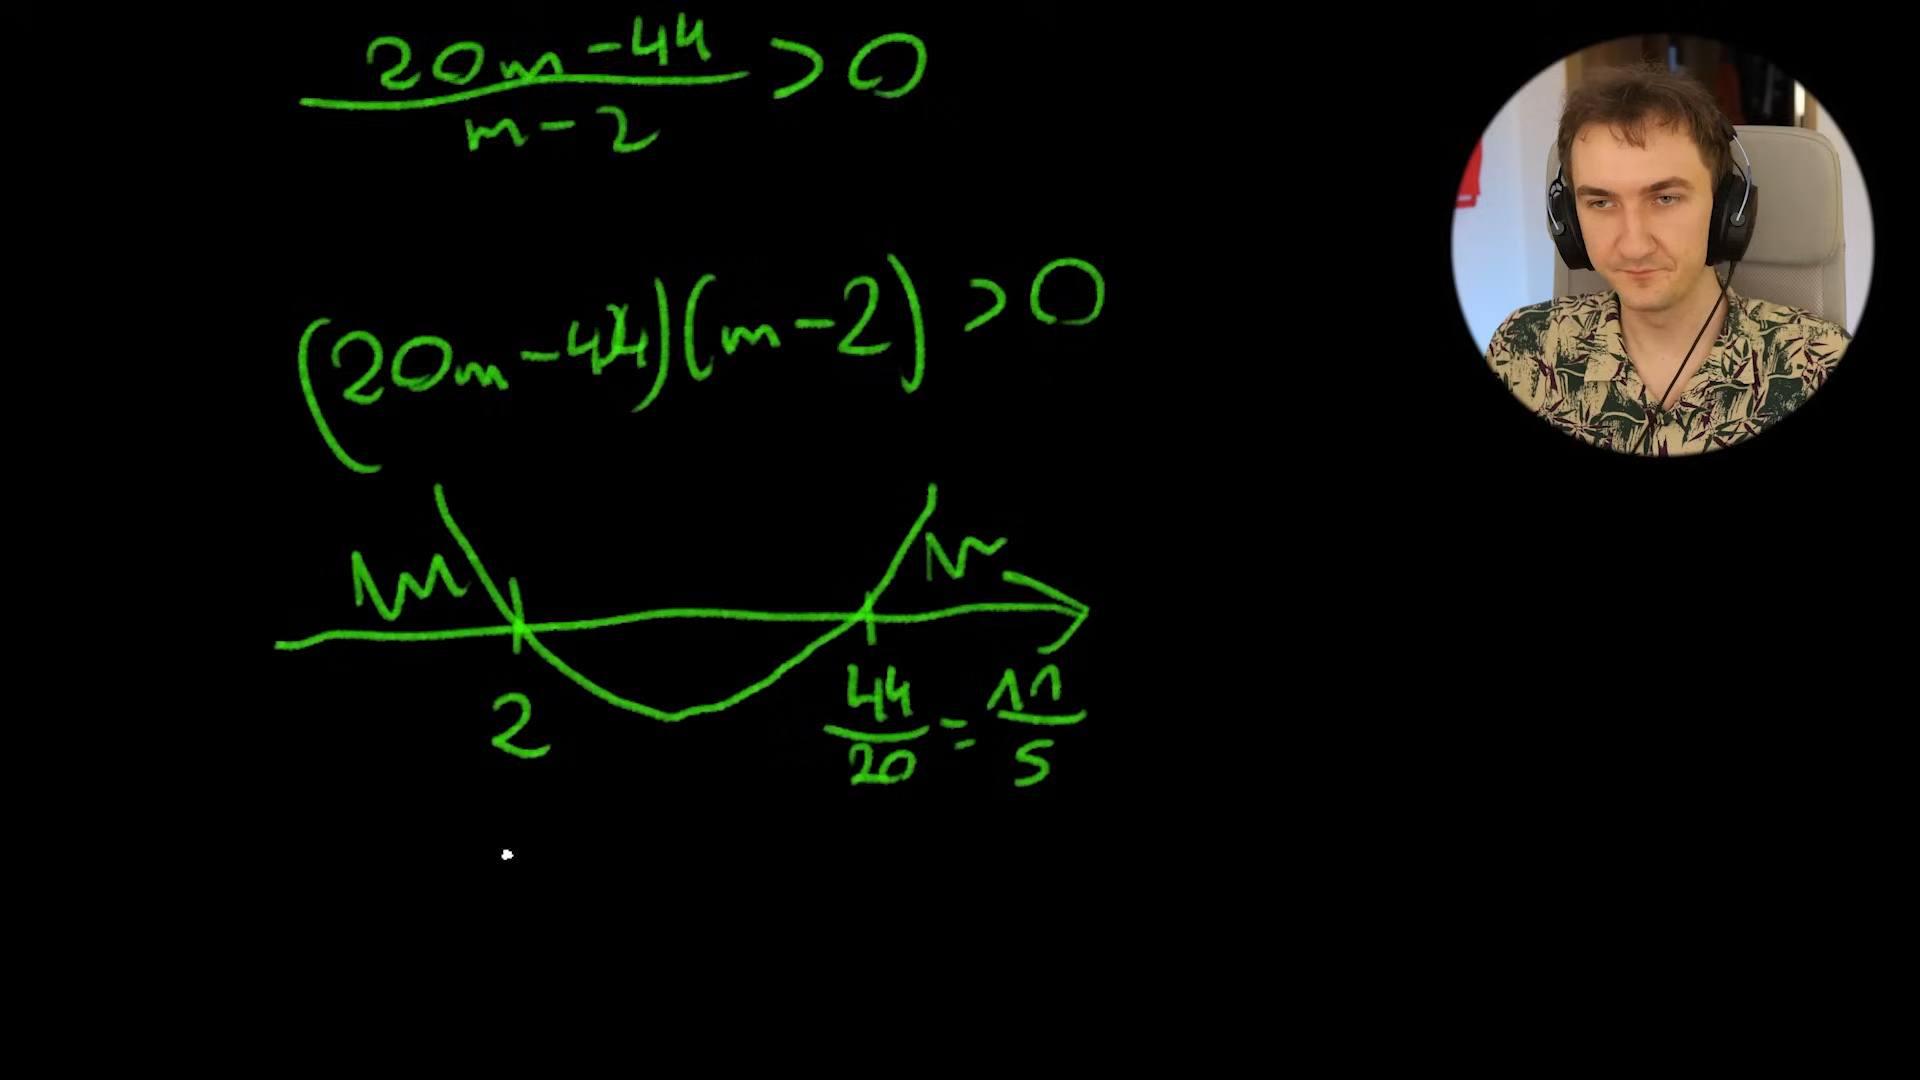 20m-44 / m-2 > 0
(20m-44)(m-2) > 0
2
44/20 = 11/5